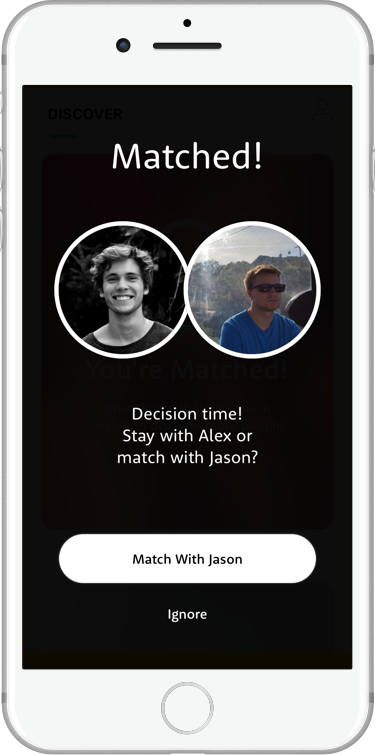 DISCOVER
Matched!
You're Matched!
Decision time!
Stay with Alex or
match with Jason?
Match With Jason
Ignore